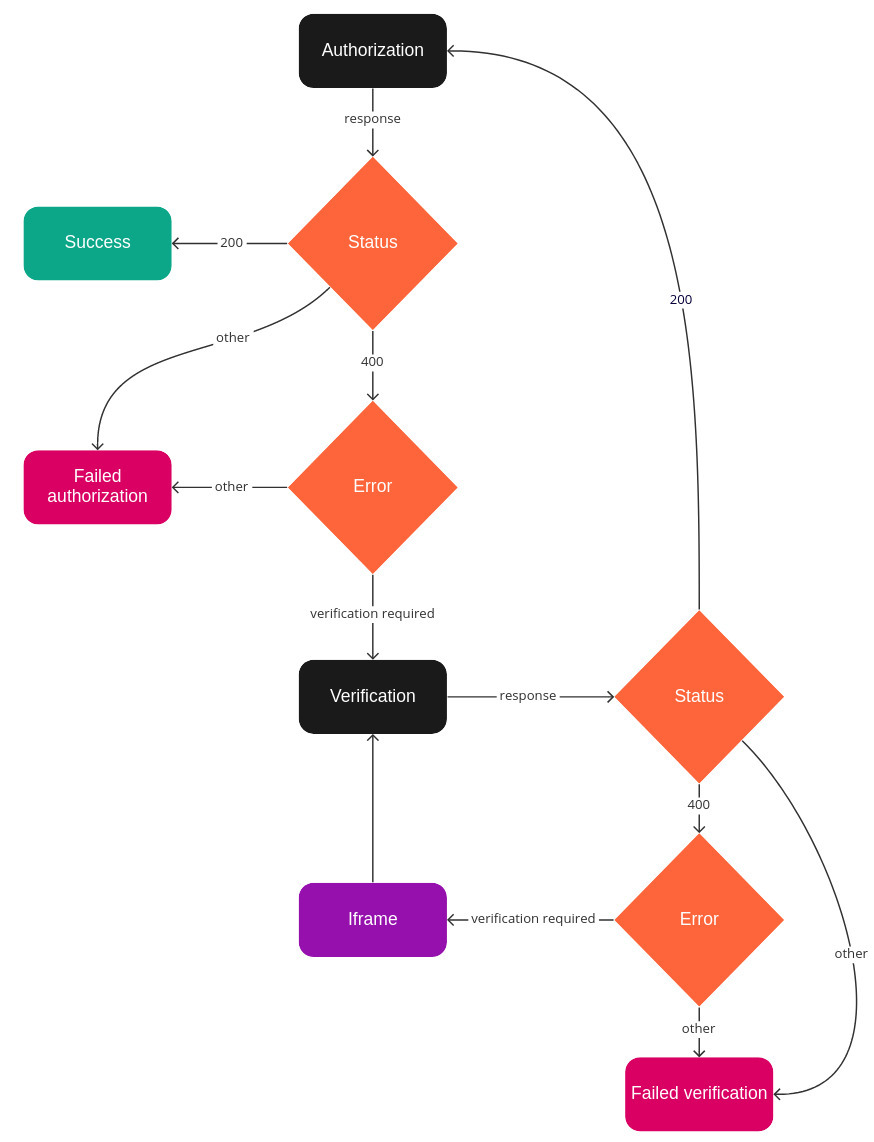 Authorization
response
Success
200
Status
200
other
400
Failed
authorization
other
Error
verification required
Verification
response
Status
400
Iframe
verification required
Error
other
other
Failed verification